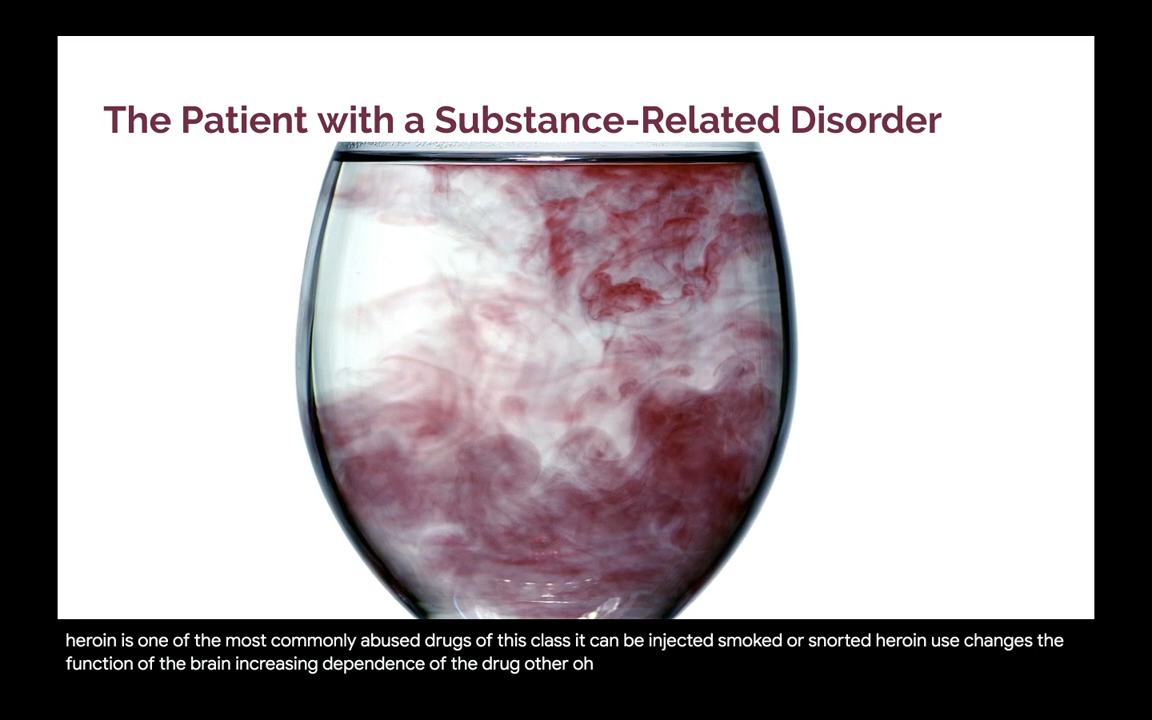 The Patient with a Substance-Related Disorder
heroin is one of the most commonly abused drugs of this class it can be injected smoked or snorted heroin use changes the
function of the brain increasing dependence of the drug other oh